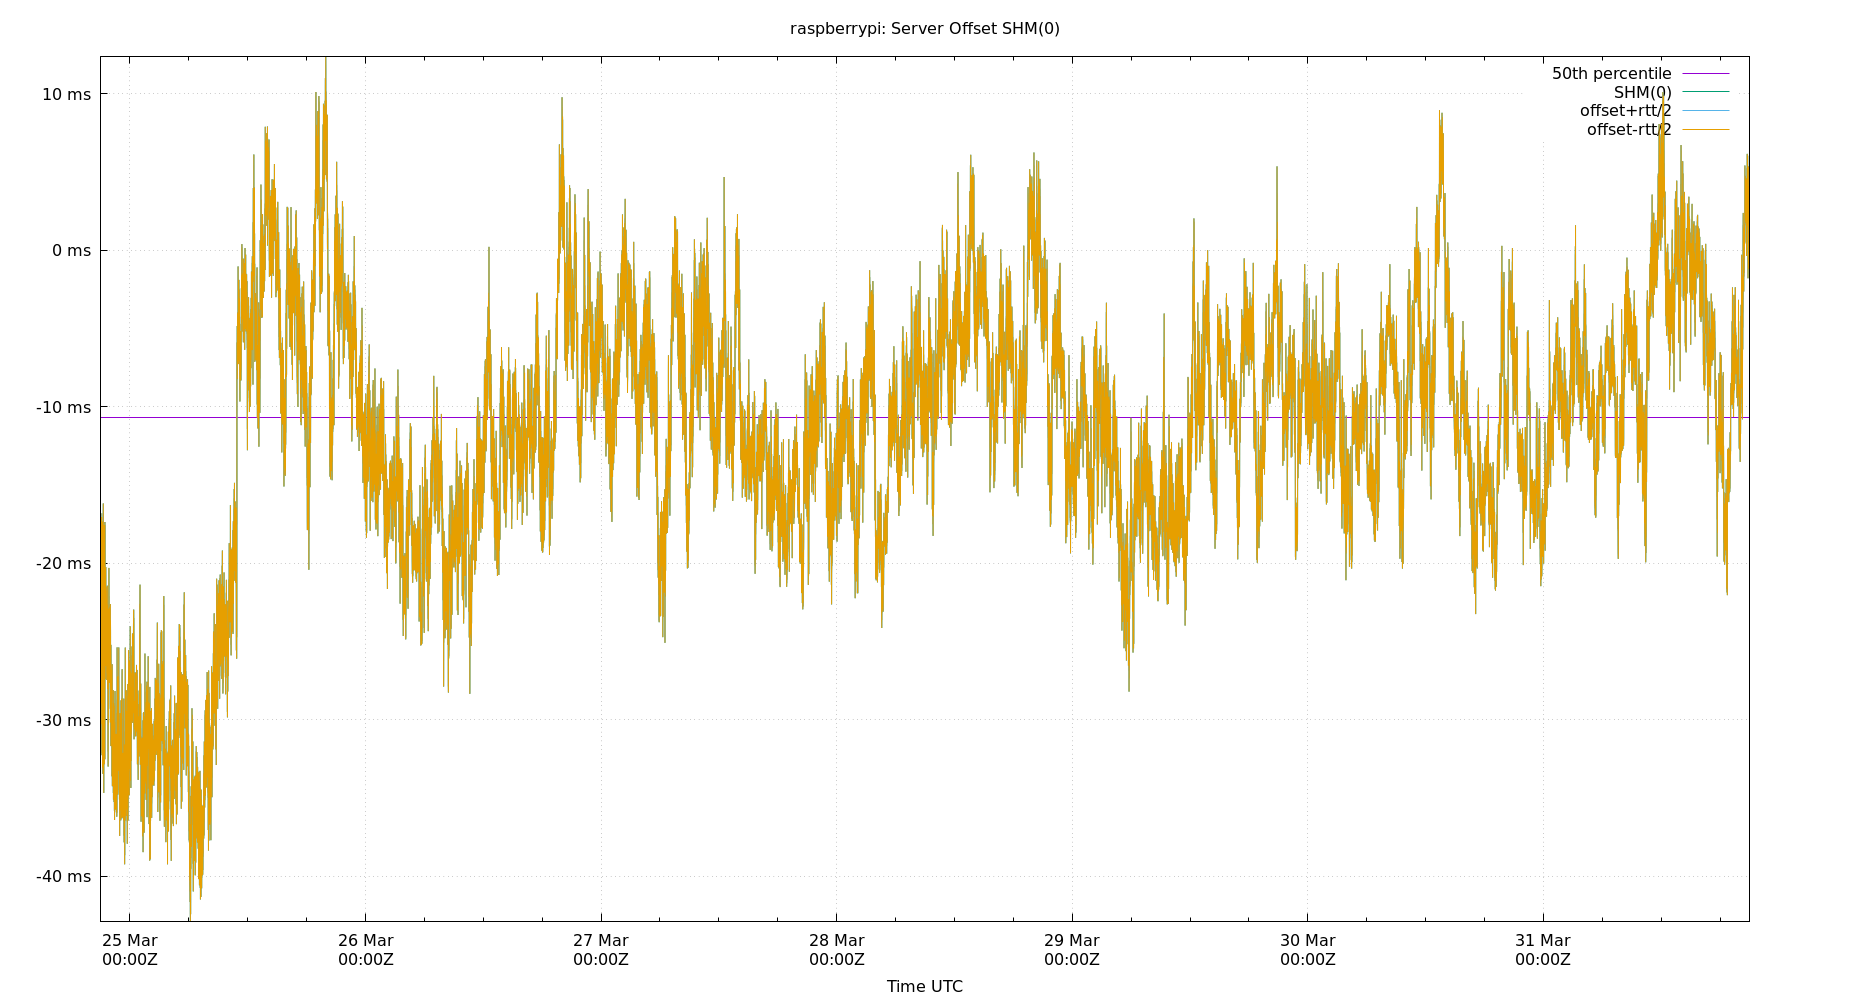 raspberrypi: Server Offset SHM(0)
50th percentile
SHM(0)
offset+rtt/2
offset-rtt/2
10 ms
0 ms
-10 ms
-20 ms
-30 ms
-40 ms
25 Mar
00:00Z
26 Mar
00:00Z
27 Mar
00:00Z
28 Mar
00:00Z
29 Mar
00:00Z
30 Mar
00:00Z
31 Mar
00:00Z
Time UTC